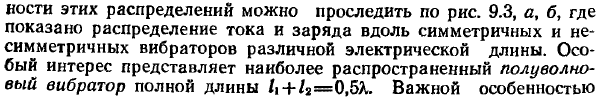 ности этих распределений можно проследить по рис. 9.3, а, б, где
показано распределение тока и заряда вдоль симметричных и не-
симметричных вибраторов различной электрической длины. Осо-
бый интерес представляет наиболее распространенный полуволно-
вый вибратор полной длины l₁+l₂=0,5λ. Важной особенностью